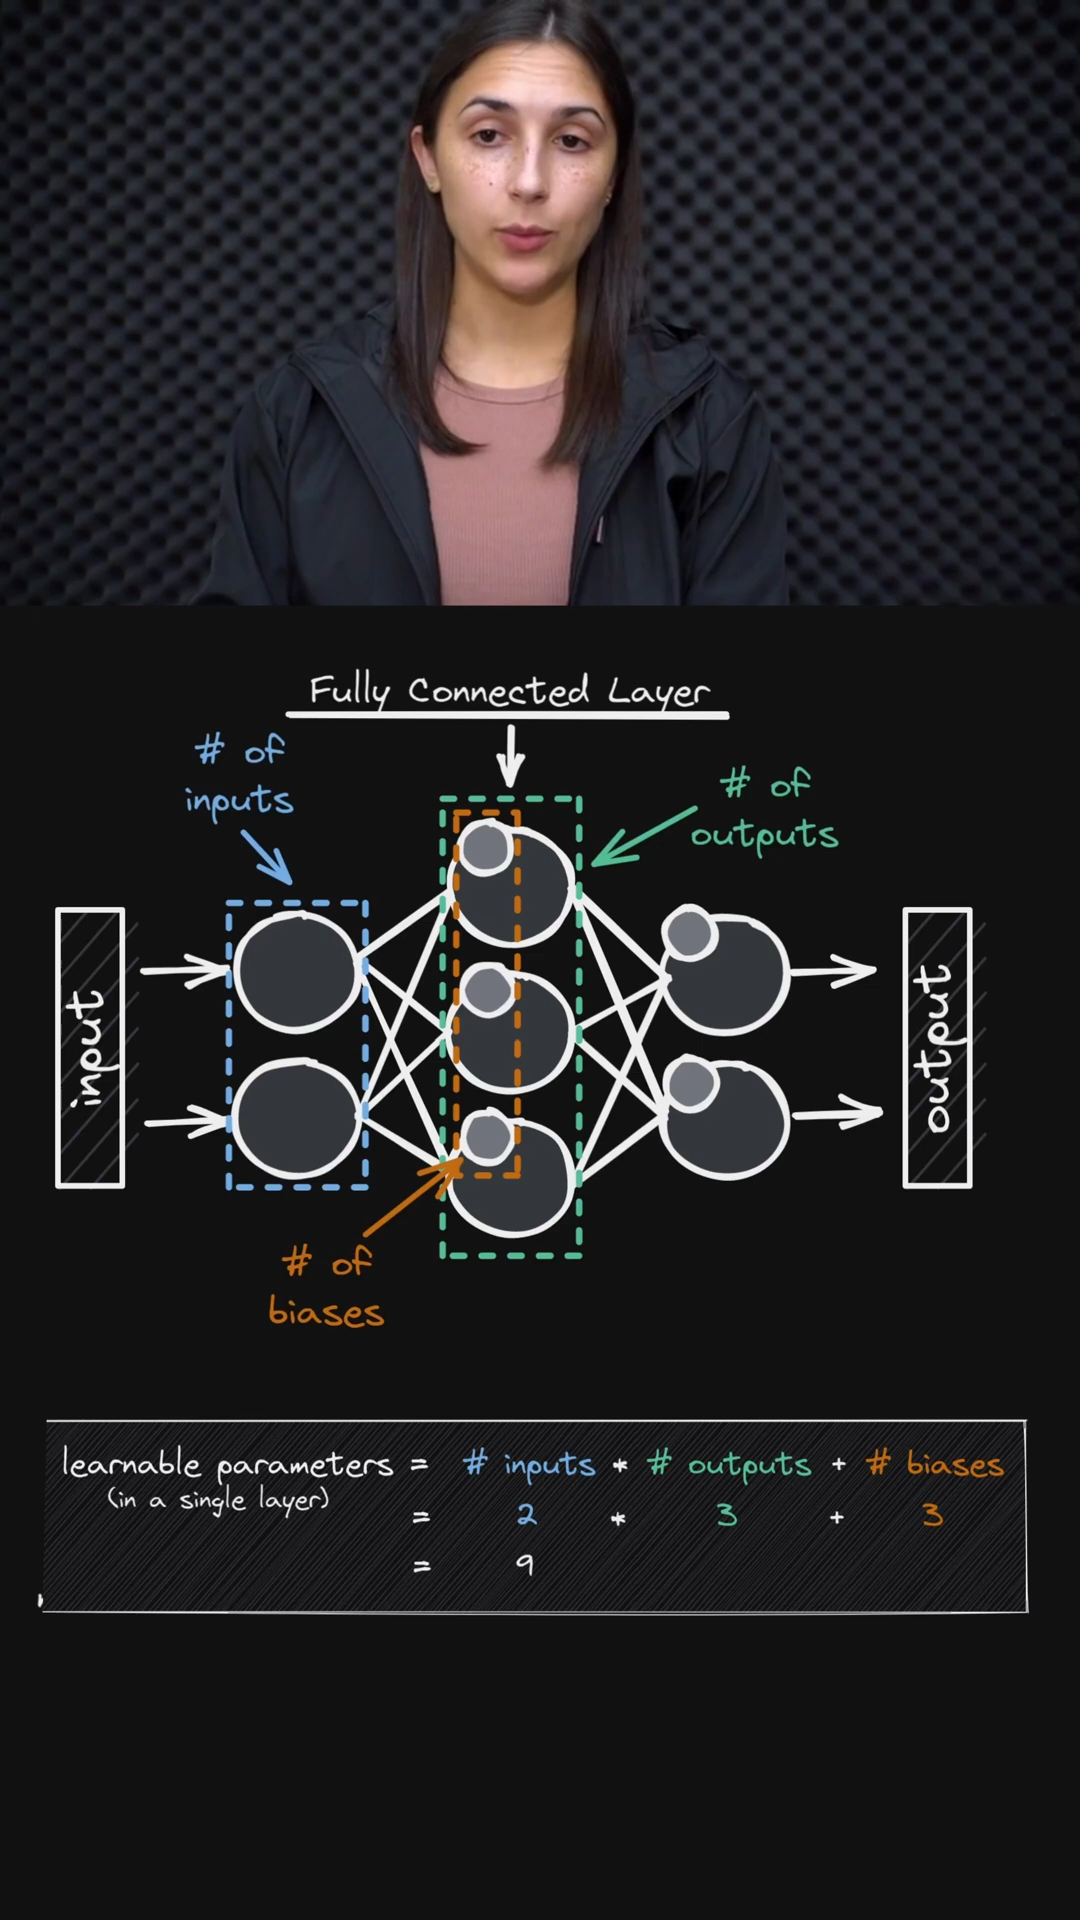 Fully Connected Layer
# of
inputs
# of
outputs
input
output
# of
biases
learnable parameters = # inputs * # outputs + # biases
(in a single layer)
= 2 * 3 + 3
= 9